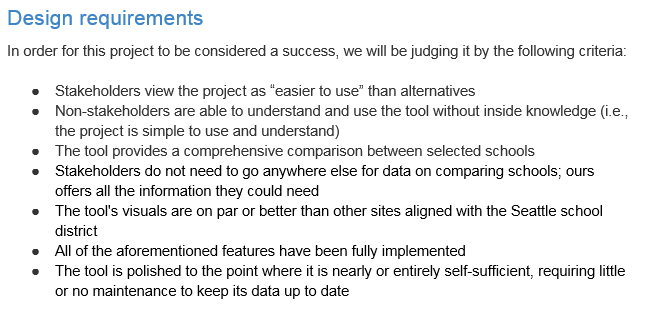 Design requirements
In order for this project to be considered a success, we will be judging it by the following criteria:
● Stakeholders view the project as “easier to use” than alternatives
● Non-stakeholders are able to understand and use the tool without inside knowledge (i.e.,
the project is simple to use and understand)
● The tool provides a comprehensive comparison between selected schools
● Stakeholders do not need to go anywhere else for data on comparing schools; ours
offers all the information they could need
● The tool's visuals are on par or better than other sites aligned with the Seattle school
district
● All of the aforementioned features have been fully implemented
● The tool is polished to the point where it is nearly or entirely self-sufficient, requiring little
or no maintenance to keep its data up to date